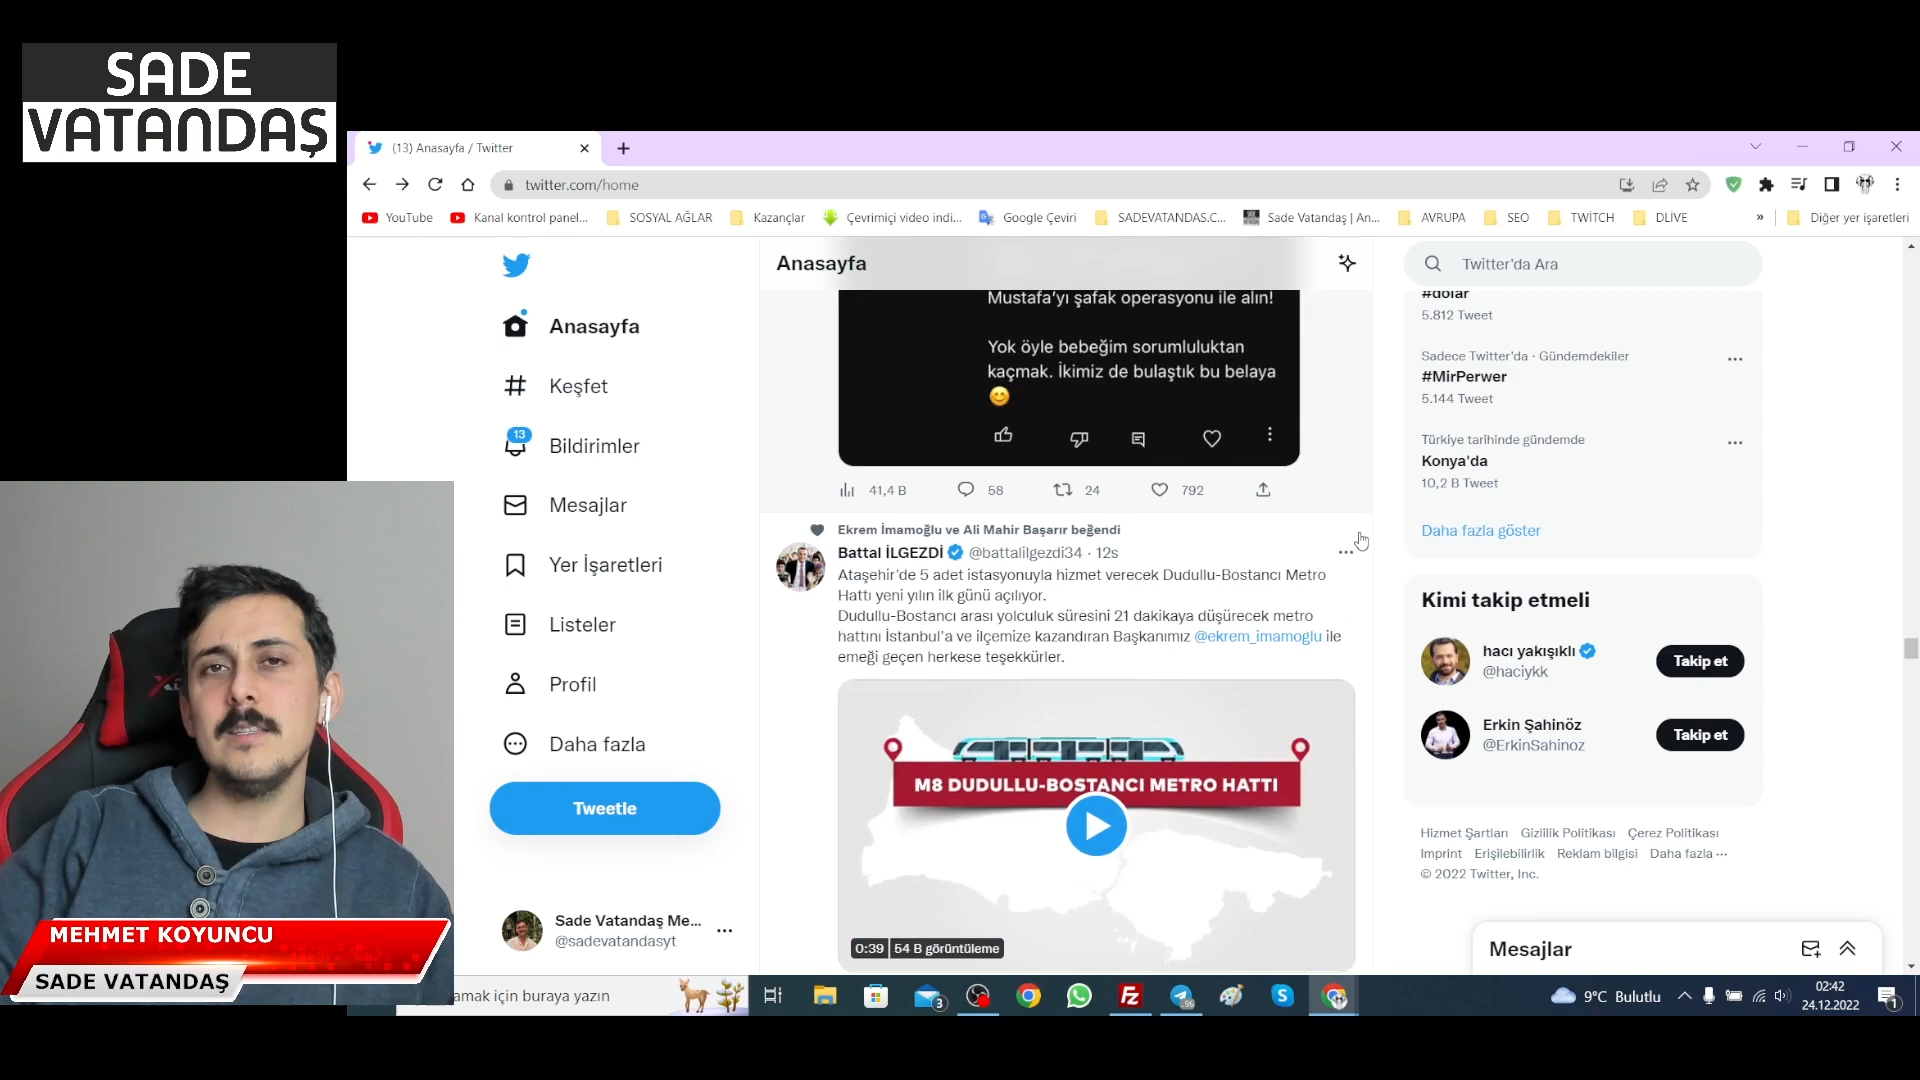 SADE
VATANDAŞ
(13) Anasayfa / Twitter
twitter.com/home
YouTube
Kanal kontrol panel...
SOSYAL AĞLAR
Kazançlar
Çevrimiçi video indi...
Google Çeviri
SADEVATANDAS.C...
Sade Vatandaş | An...
AVRUPA
SEO
TWİTCH
DLİVE
»
Diğer yer işaretleri
Anasayfa
Keşfet
13
Bildirimler
Mesajlar
Yer İşaretleri
Listeler
Profil
Daha fazla
Tweetle
Sade Vatandaş Me...
@sadevatandasyt
Anasayfa
Mustafa'yı şafak operasyonu ile alın!
Yok öyle bebeğim sorumluluktan
kaçmak. İkimiz de bulaştık bu belaya
😊
41,4 B
58
24
792
Ekrem İmamoğlu ve Ali Mahir Başarır beğendi
Battal İLGEZDİ @battalilgezdi34 · 12s
Ataşehir'de 5 adet istasyonuyla hizmet verecek Dudullu-Bostancı Metro
Hattı yeni yılın ilk günü açılıyor.
Dudullu-Bostancı arası yolculuk süresini 21 dakikaya düşürecek metro
hattını İstanbul'a ve ilçemize kazandıran Başkanımız @ekrem_imamoglu ile
emeği geçen herkese teşekkürler.
M8 DUDULLU-BOSTANCI METRO HATTI
0:39
54 B görüntüleme
Twitter'da Ara
#dolar
5.812 Tweet
Sadece Twitter'da · Gündemdekiler
#MirPerwer
5.144 Tweet
Türkiye tarihinde gündemde
Konya'da
10,2 B Tweet
Daha fazla göster
Kimi takip etmeli
hacı yakışıklı
@haciykk
Takip et
Erkin Şahinöz
@ErkinSahinoz
Takip et
Hizmet Şartları Gizlilik Politikası Çerez Politikası
Imprint Erişilebilirlik Reklam bilgisi Daha fazla ···
© 2022 Twitter, Inc.
Mesajlar
MEHMET KOYUNCU
SADE VATANDAŞ
amak için buraya yazın
3
96
9°C Bulutlu
02:42
24.12.2022
1